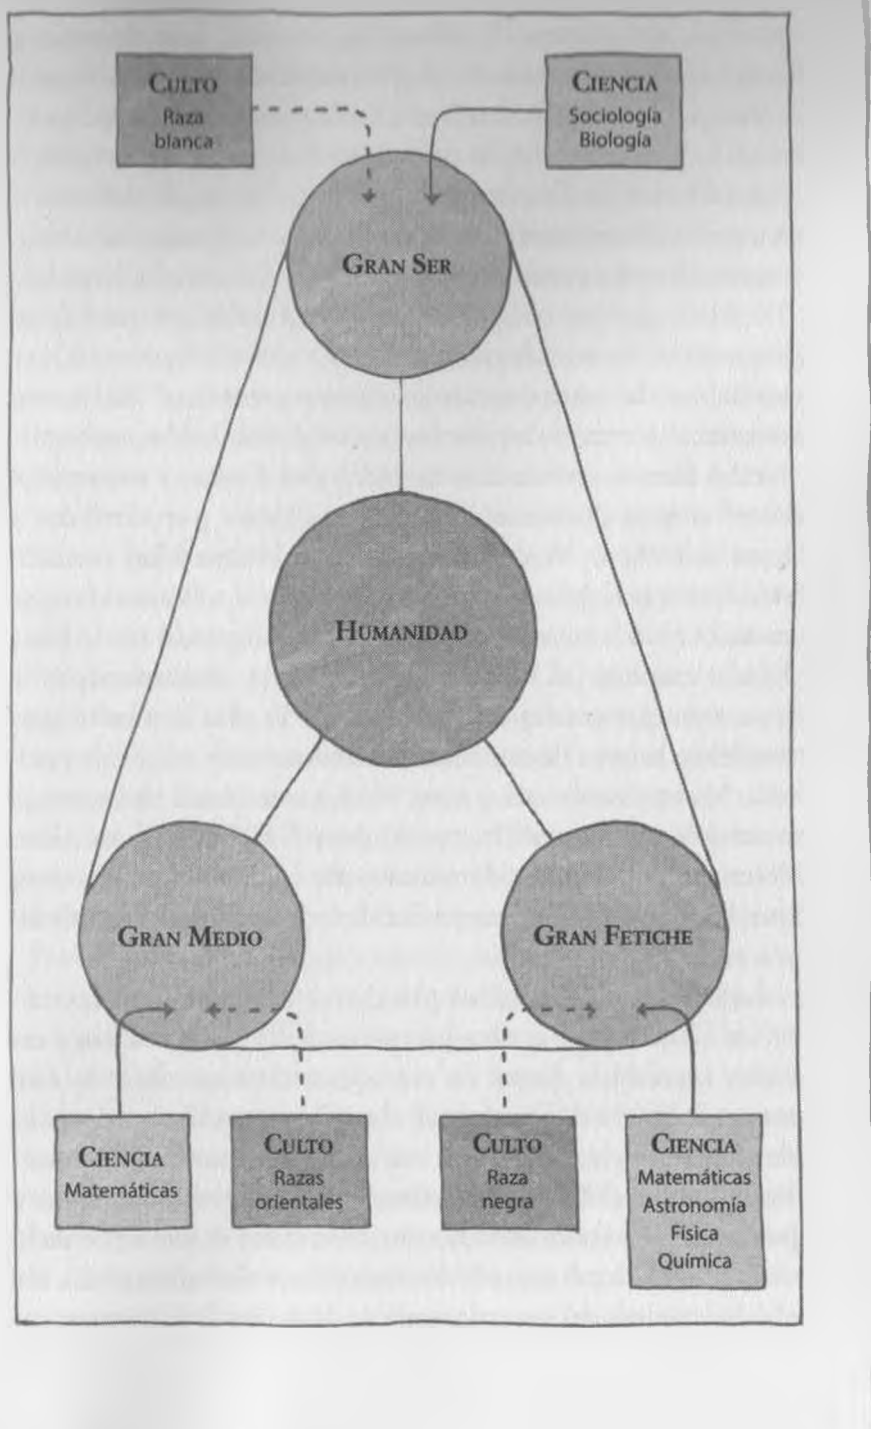 CULTO
Raza
blanca
CIENCIA
Sociología
Biología
GRAN SER
HUMANIDAD
GRAN MEDIO
GRAN FETICHE
CIENCIA
Matemáticas
CULTO
Razas
orientales
CULTO
Raza
negra
CIENCIA
Matemáticas
Astronomía
Física
Química